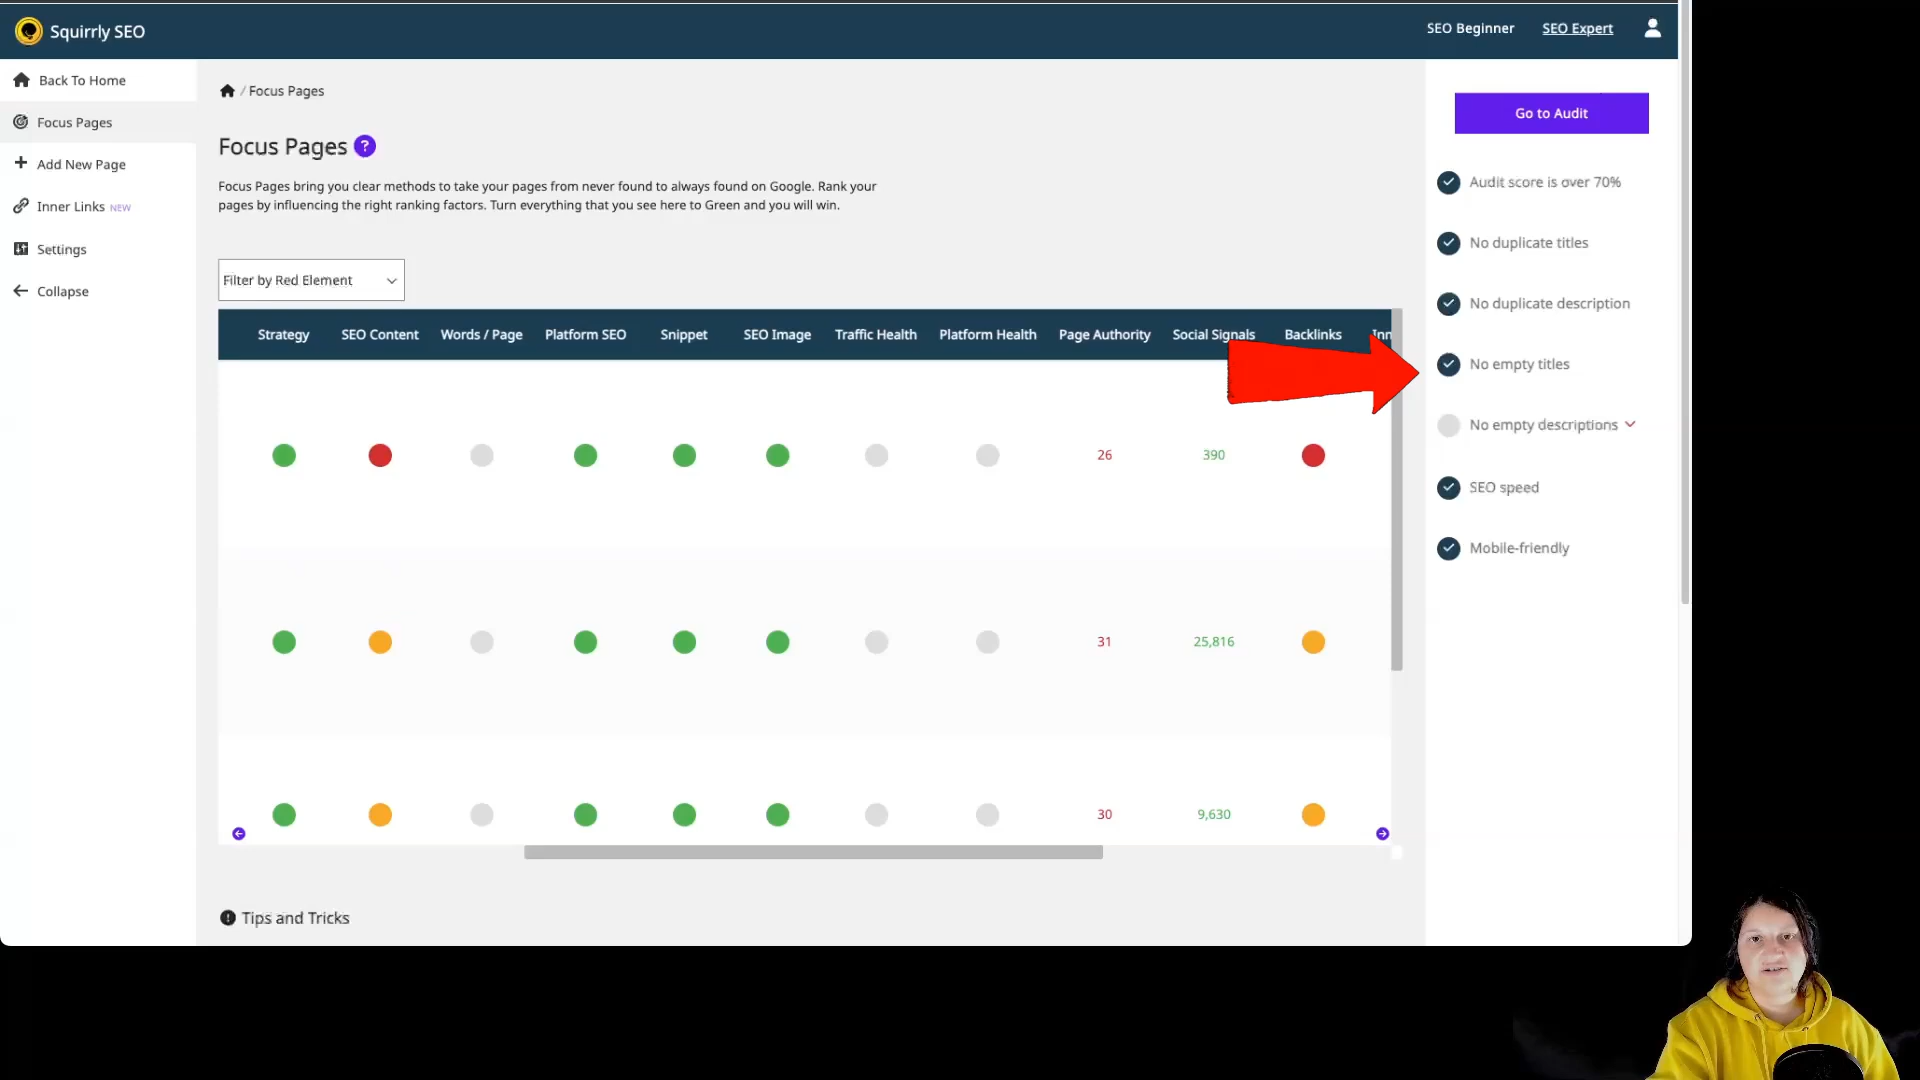 Squirrly SEO
SEO Beginner
SEO Expert
Back To Home
Focus Pages
Add New Page
Inner Links NEW
Settings
Collapse
/ Focus Pages
Focus Pages ?
Focus Pages bring you clear methods to take your pages from never found to always found on Google. Rank your
pages by influencing the right ranking factors. Turn everything that you see here to Green and you will win.
Filter by Red Element
Strategy SEO Content Words / Page Platform SEO Snippet SEO Image Traffic Health Platform Health Page Authority Social Signals Backlinks Inn
26 390
31 25,816
30 9,630
Tips and Tricks
Go to Audit
Audit score is over 70%
No duplicate titles
No duplicate description
No empty titles
No empty descriptions
SEO speed
Mobile-friendly